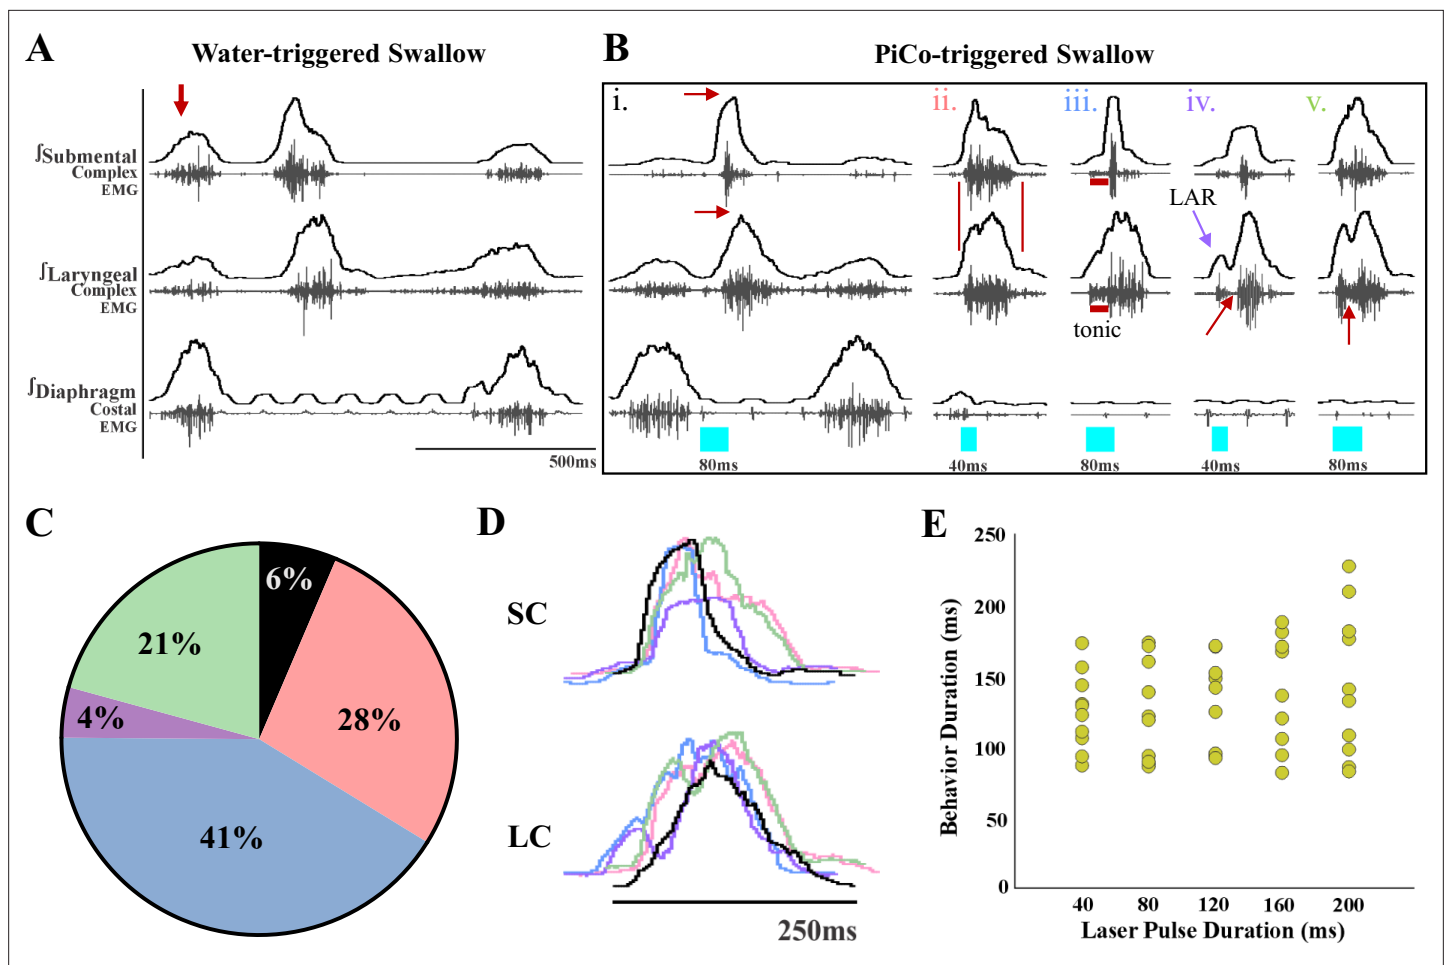 A
Water-triggered Swallow
∫Submental
Complex
EMG
∫Laryngeal
Complex
EMG
∫Diaphragm
Costal
EMG
500ms
B
PiCo-triggered Swallow
i.
ii.
iii.
iv.
v.
LAR
tonic
80ms
40ms
80ms
40ms
80ms
C
6%
28%
41%
4%
21%
D
SC
LC
250ms
E
Behavior Duration (ms)
250
200
150
100
50
0
40
80
120
160
200
Laser Pulse Duration (ms)